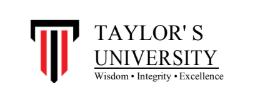 TAYLOR'S
UNIVERSITY
Wisdom • Integrity • Excellence